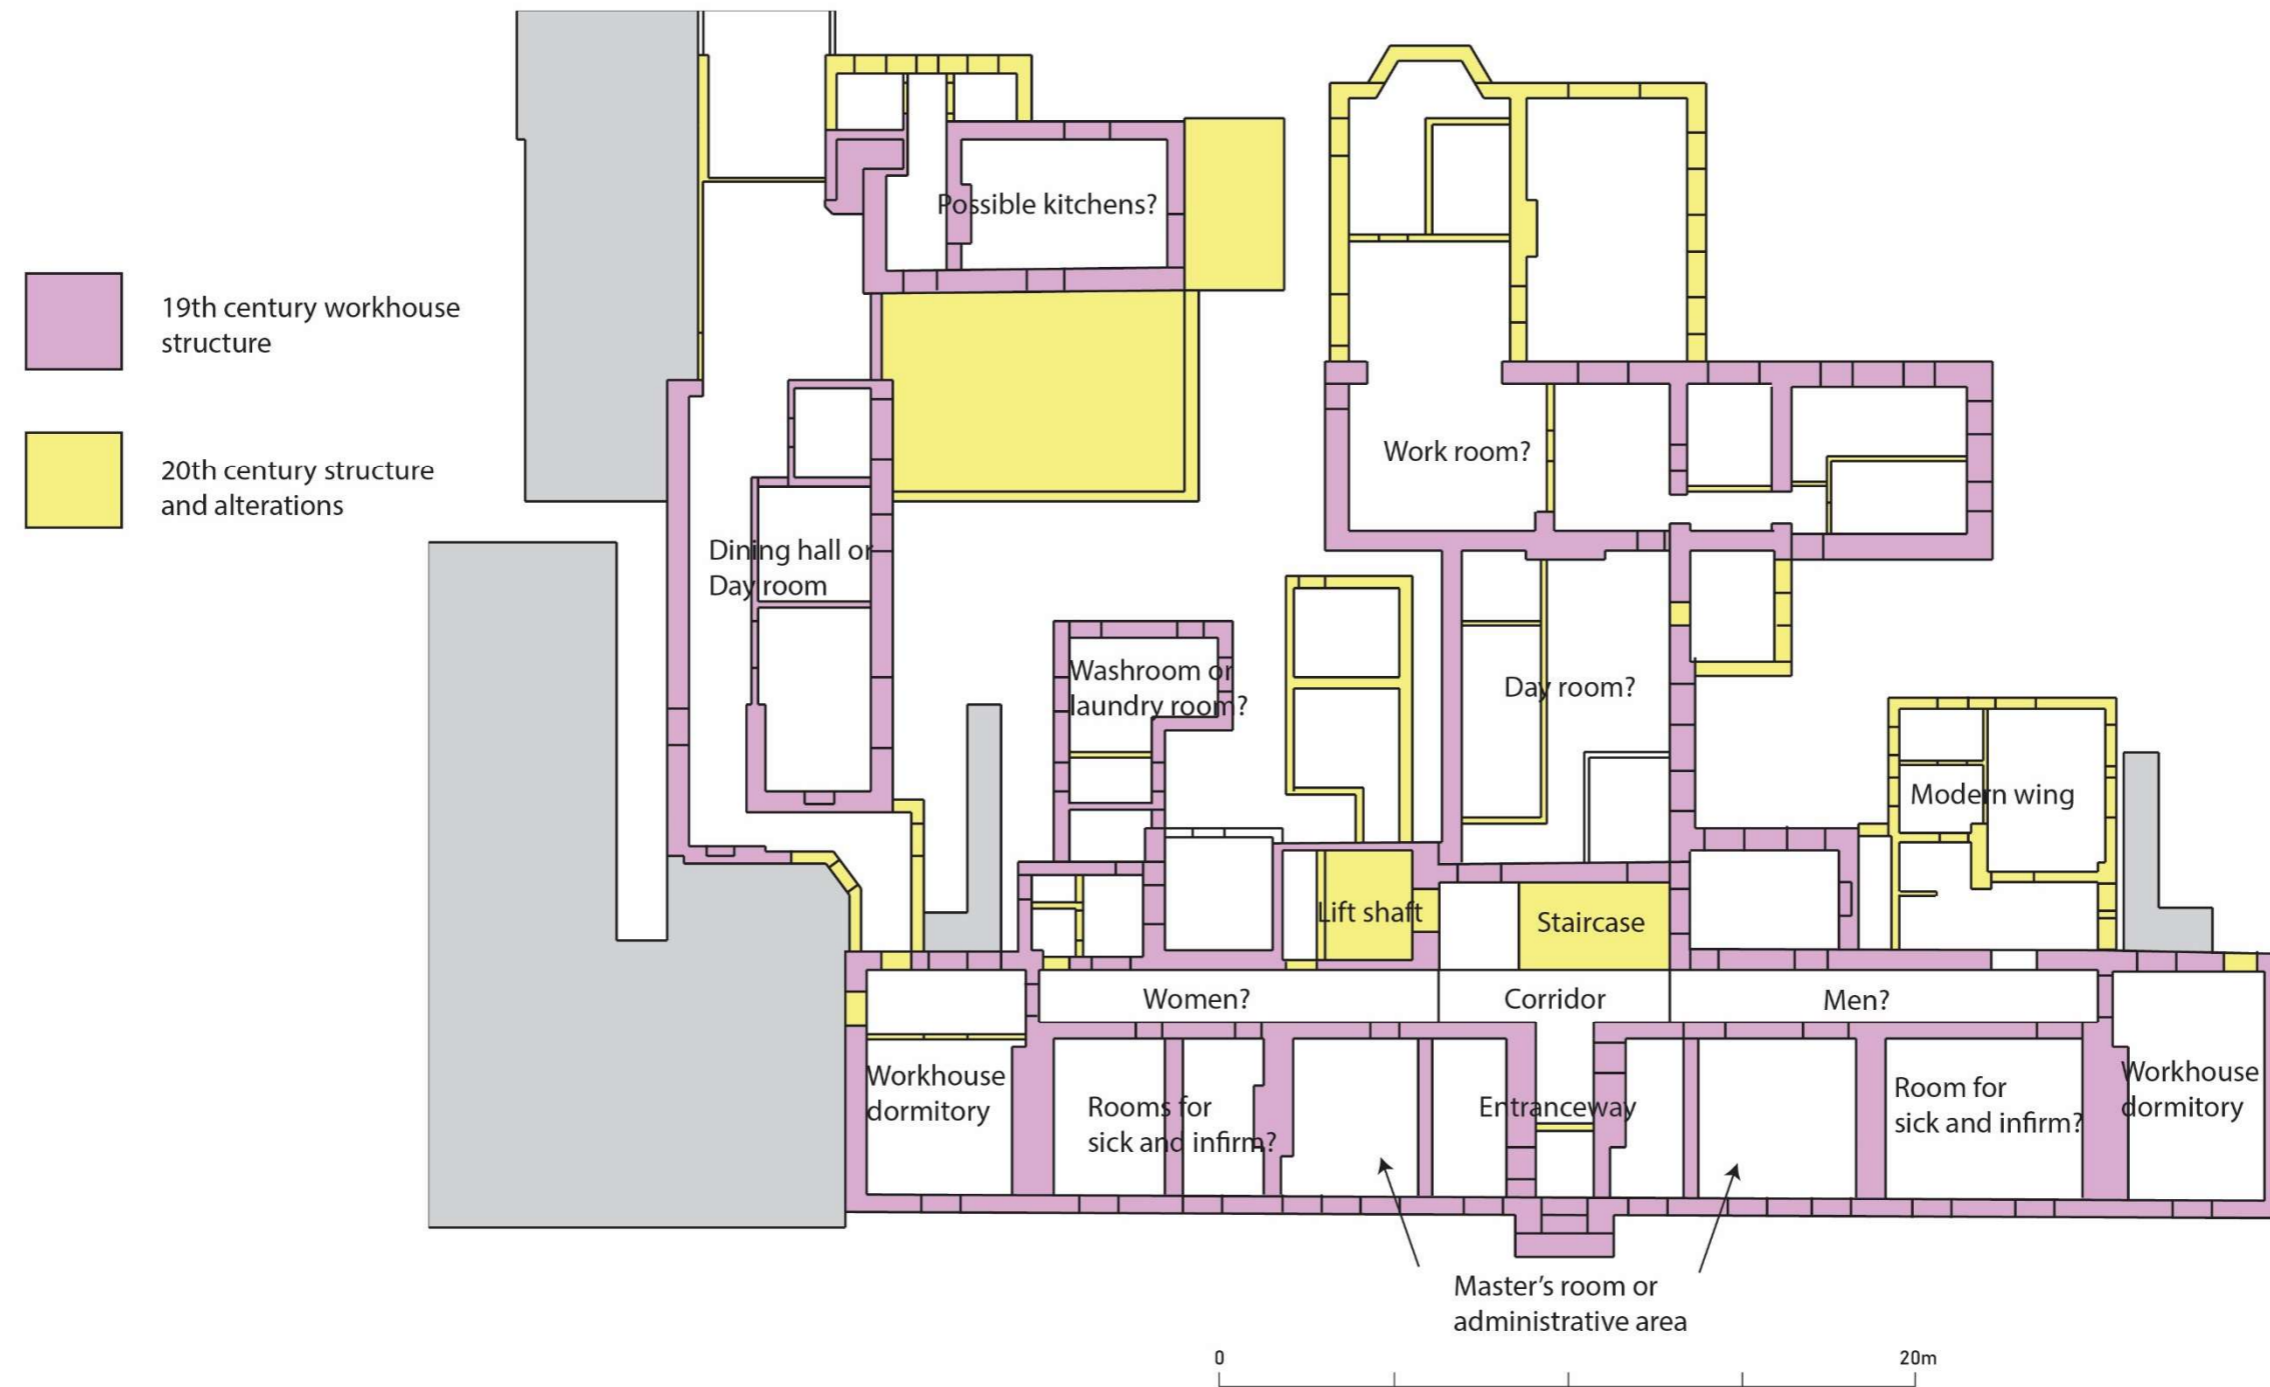 Possible kitchens?
19th century workhouse
structure
20th century structure
and alterations
Work room?
Dining hall or
Day room
Washroom or
laundry room?
Day room?
Modern wing
Lift shaft
Staircase
Women?
Corridor
Men?
Workhouse
dormitory
Rooms for
sick and infirm?
Entranceway
Room for
sick and infirm?
Workhouse
dormitory
Master's room or
administrative area
0
20m